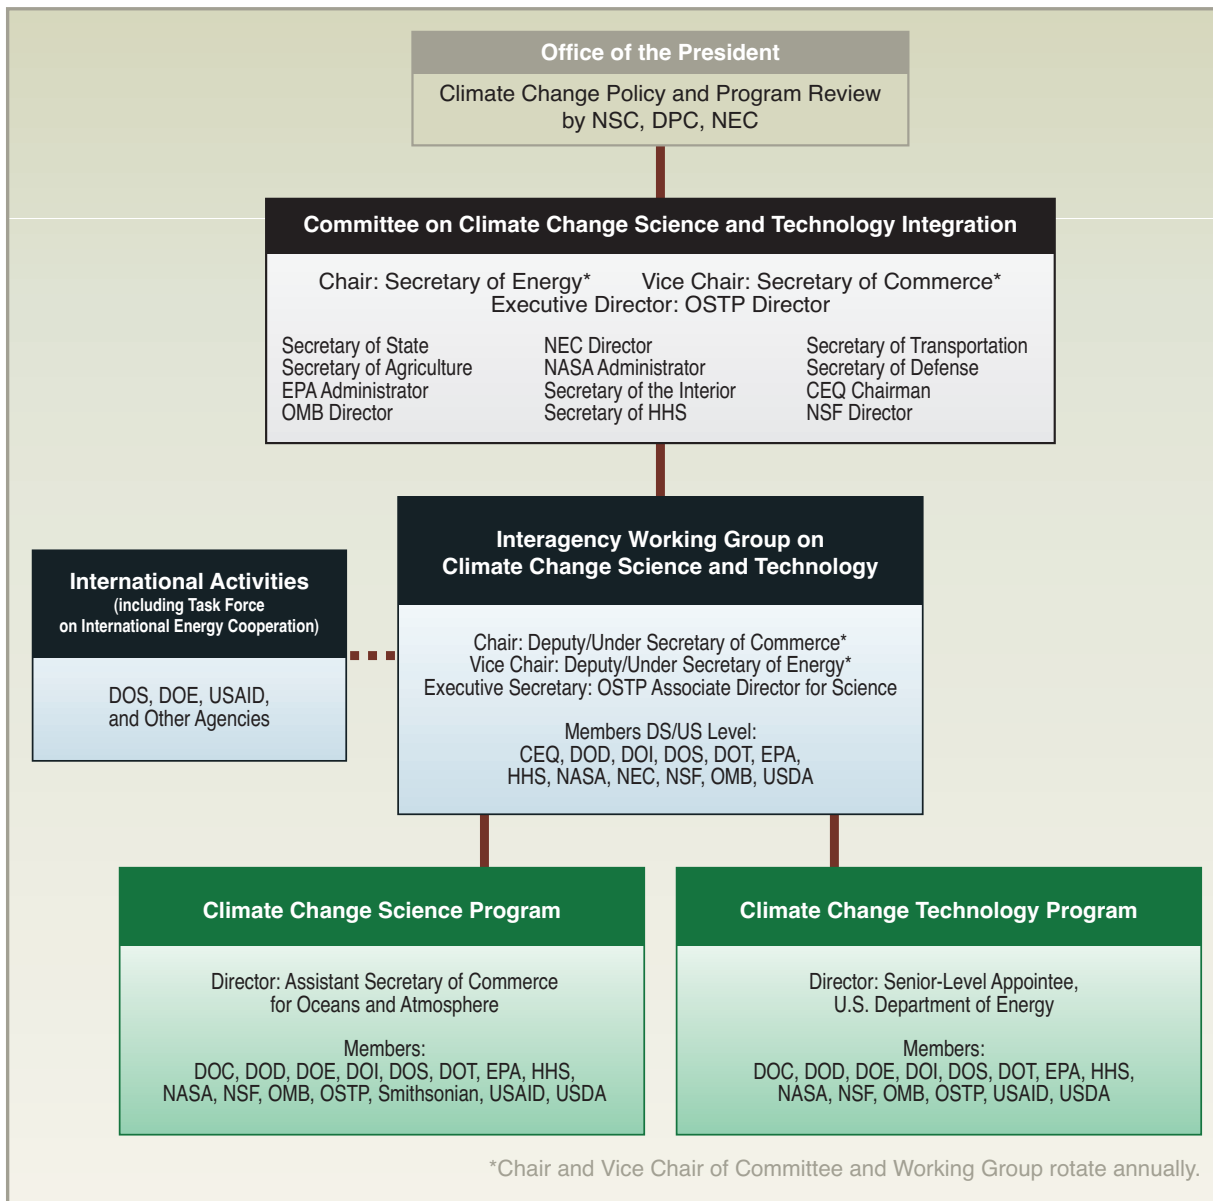 Office of the President
Climate Change Policy and Program Review
by NSC, DPC, NEC
Committee on Climate Change Science and Technology Integration
Chair: Secretary of Energy* Vice Chair: Secretary of Commerce*
Executive Director: OSTP Director
Secretary of State NEC Director Secretary of Transportation
Secretary of Agriculture NASA Administrator Secretary of Defense
EPA Administrator Secretary of the Interior CEQ Chairman
OMB Director Secretary of HHS NSF Director
Interagency Working Group on
Climate Change Science and Technology
Chair: Deputy/Under Secretary of Commerce*
Vice Chair: Deputy/Under Secretary of Energy*
Executive Secretary: OSTP Associate Director for Science
Members DS/US Level:
CEQ, DOD, DOI, DOS, DOT, EPA,
HHS, NASA, NEC, NSF, OMB, USDA
International Activities
(including Task Force
on International Energy Cooperation)
DOS, DOE, USAID,
and Other Agencies
Climate Change Science Program
Director: Assistant Secretary of Commerce
for Oceans and Atmosphere
Members:
DOC, DOD, DOE, DOI, DOS, DOT, EPA, HHS,
NASA, NSF, OMB, OSTP, Smithsonian, USAID, USDA
Climate Change Technology Program
Director: Senior-Level Appointee,
U.S. Department of Energy
Members:
DOC, DOD, DOE, DOI, DOS, DOT, EPA, HHS,
NASA, NSF, OMB, OSTP, USAID, USDA
*Chair and Vice Chair of Committee and Working Group rotate annually.